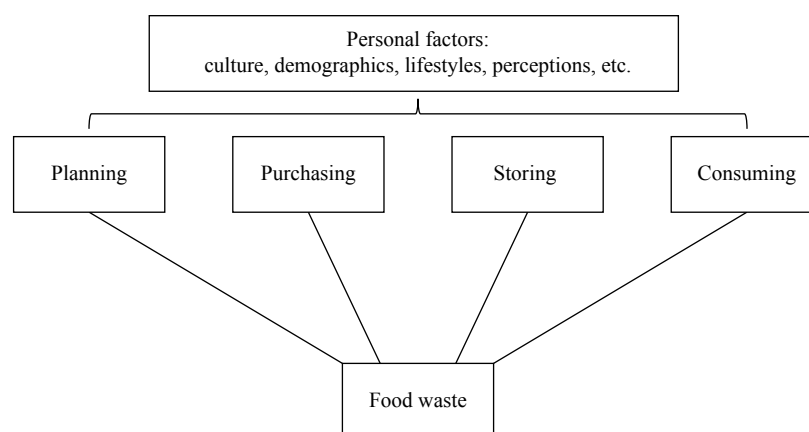 Personal factors:
culture, demographics, lifestyles, perceptions, etc.
Planning
Purchasing
Storing
Consuming
Food waste